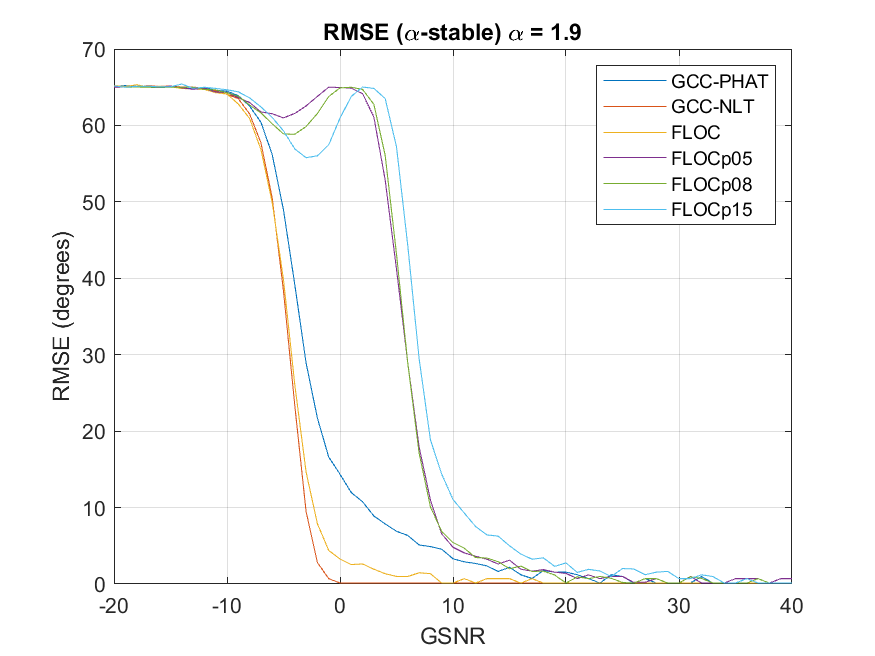 RMSE (α-stable) α = 1.9
70
60
50
40
30
20
10
0
RMSE (degrees)
-20
-10
0
10
20
30
40
GSNR
GCC-PHAT
GCC-NLT
FLOC
FLOCp05
FLOCp08
FLOCp15